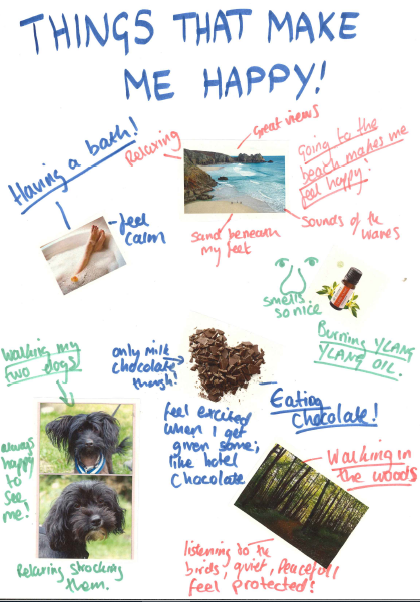 THINGS THAT MAKE
ME HAPPY!
Having a bath!
feel
calm
Relaxing
great views
going to the
beach makes me
feel happy!
sand beneath
my feet
sounds of the
waves
smells
so nice
Burning YLANG
YLANG OIL.
Walking my
two dogs!
always
happy
to
see
me!
Relaxing strocking
them.
only milk
chocolate
though!
Eating
Chocolate!
feel excited
when I get
given some;
like hotel
chocolate
Walking in
the woods
listening to the
birds, quiet, Peacefull
feel protected!